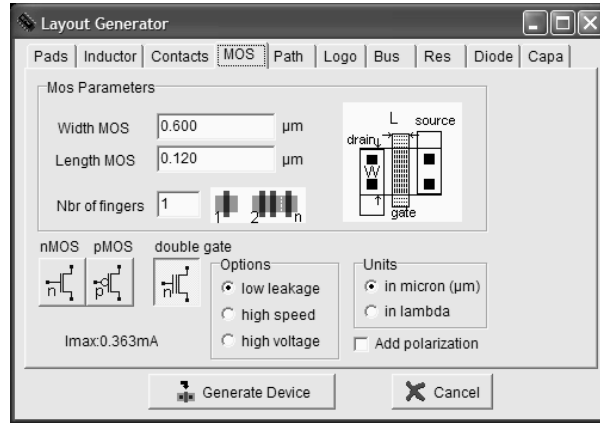 Layout Generator
Pads Inductor Contacts MOS Path Logo Bus Res Diode Capa
Mos Parameters
Width MOS 0.600 µm
Length MOS 0.120 µm
Nbr of fingers 1
1 2 n
L source
drain
W
gate
nMOS pMOS double gate
n p n
Options
low leakage
high speed
high voltage
Units
in micron (µm)
in lambda
Imax:0.363mA
Add polarization
Generate Device Cancel